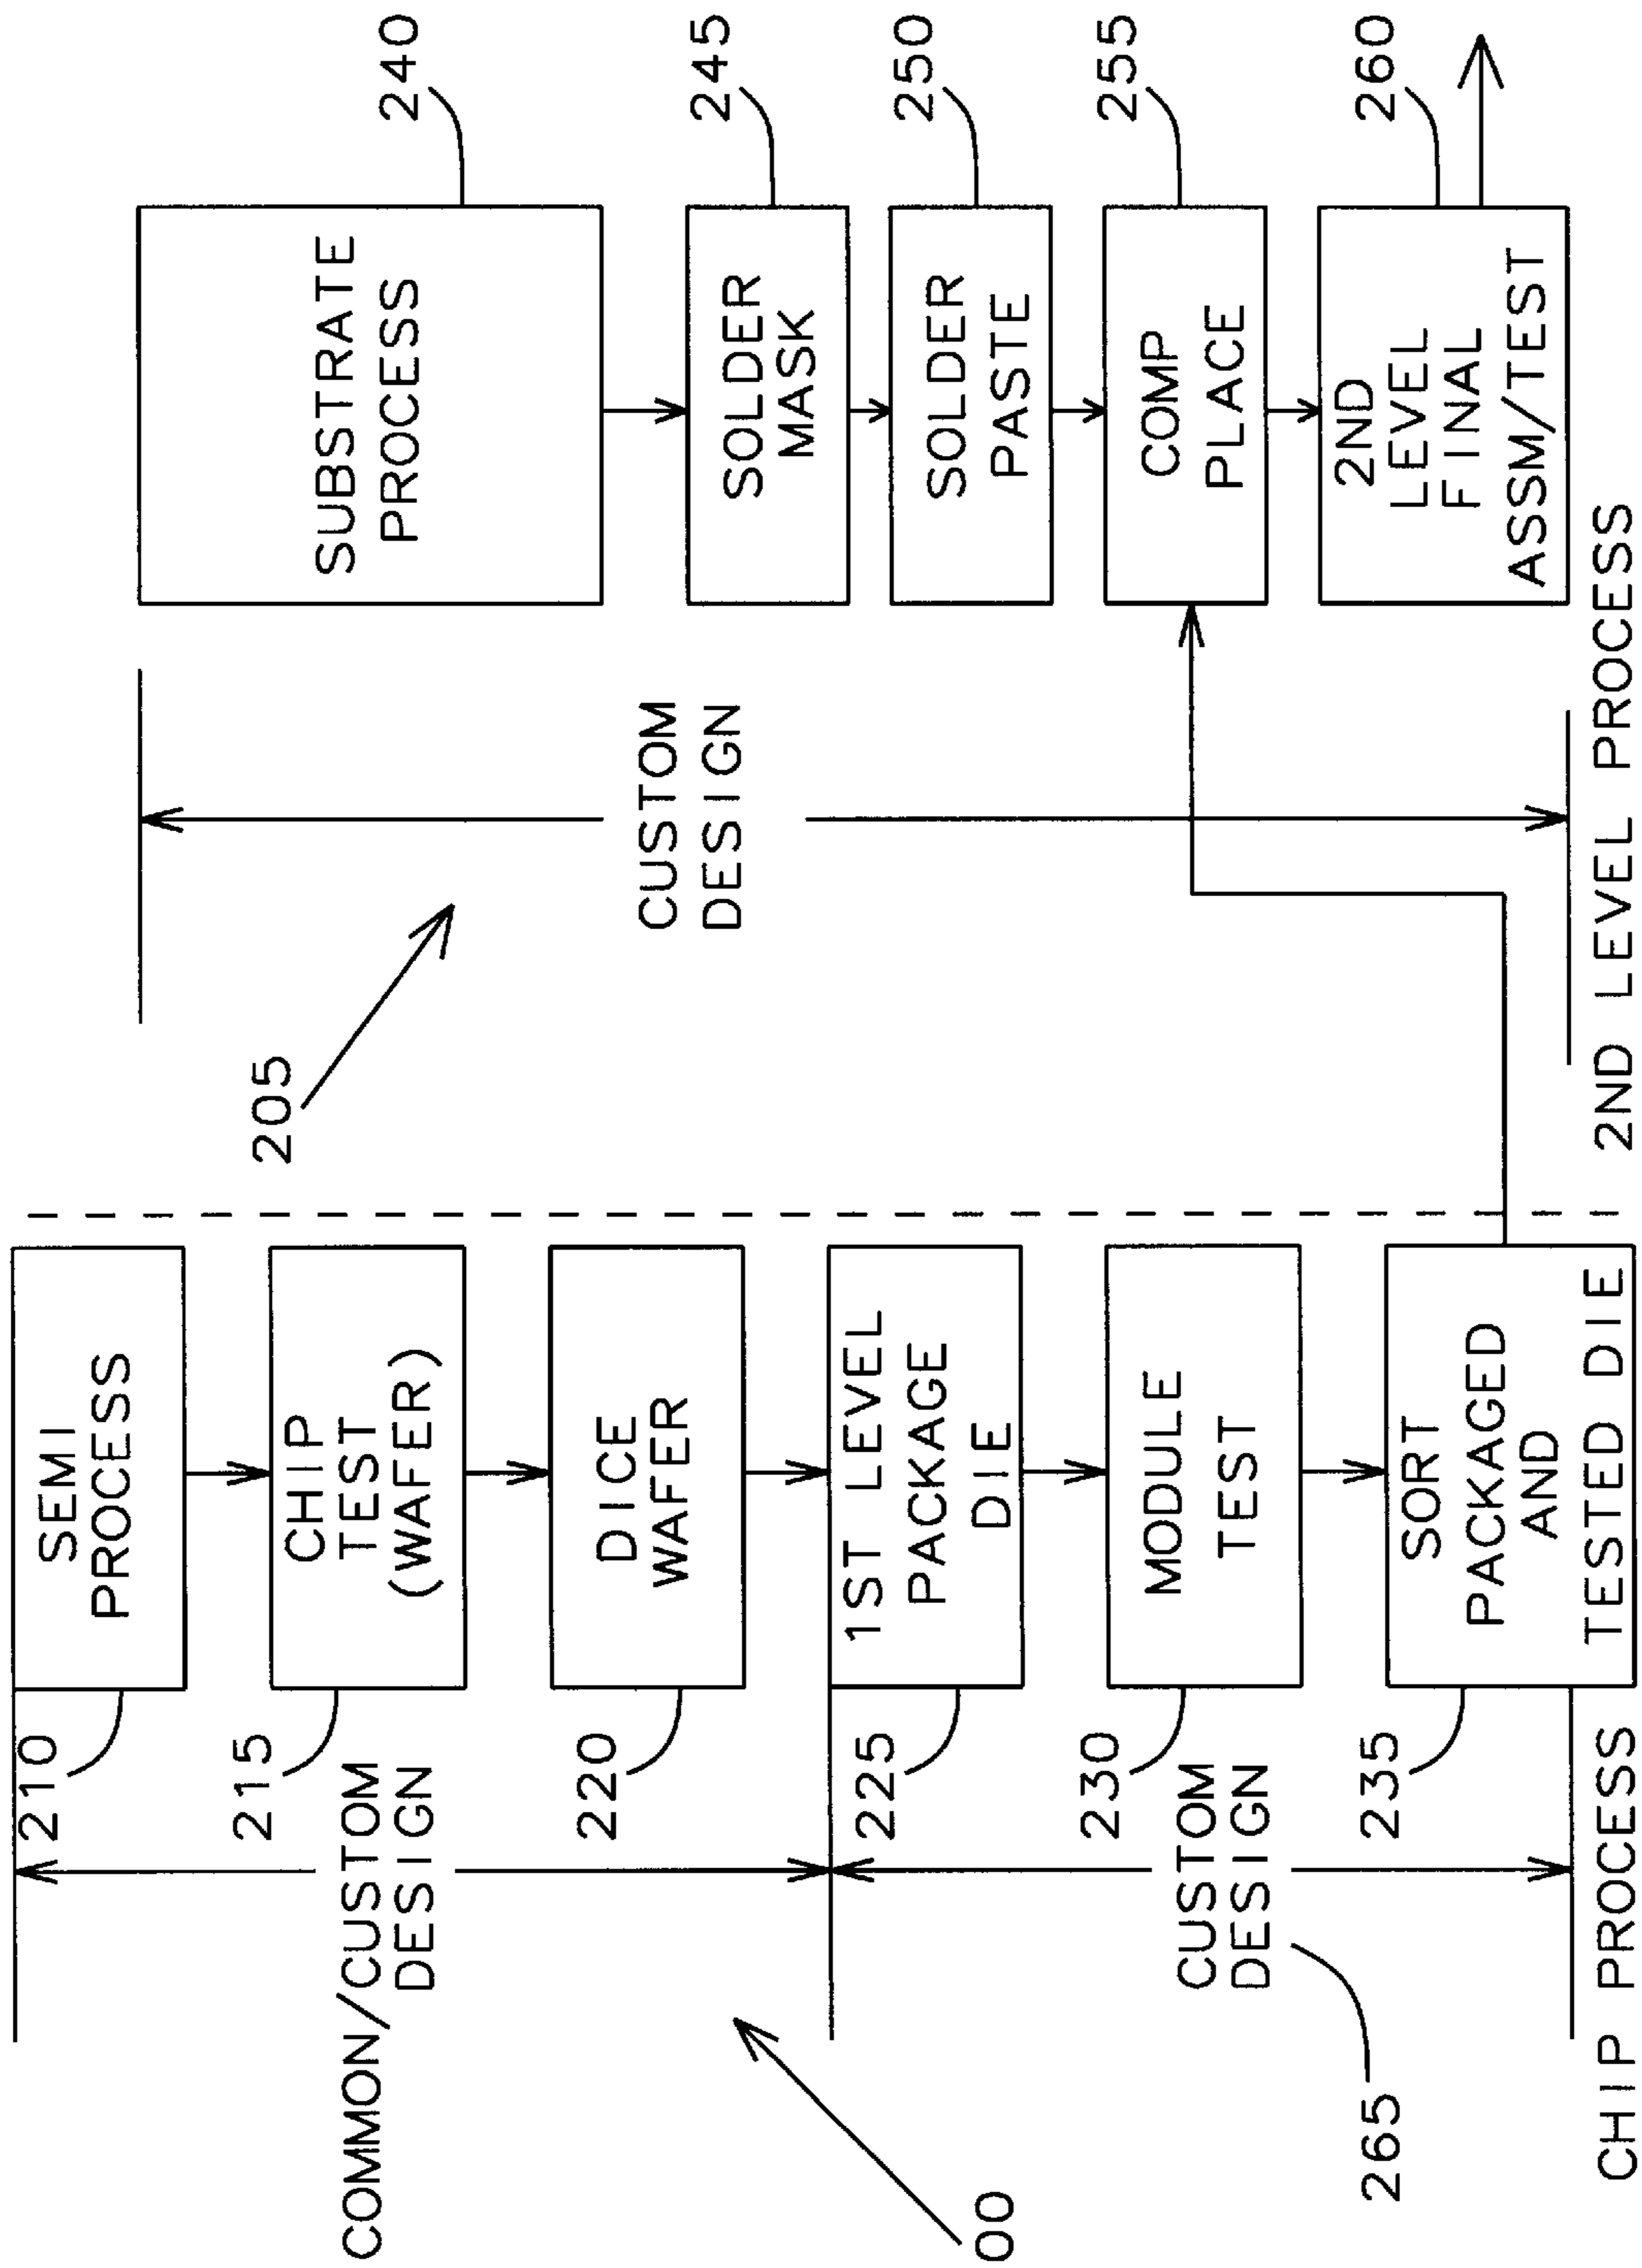 210
SEMI
PROCESS
215
CHIP
TEST
(WAFER)
COMMON/CUSTOM
DESIGN
220
DICE
WAFER
225
1ST LEVEL
PACKAGE
DIE
230
MODULE
TEST
CUSTOM
DESIGN
265
235
SORT
PACKAGED
AND
TESTED DIE
CHIP PROCESS
00
205
CUSTOM
DESIGN
SUBSTRATE
PROCESS
240
SOLDER
MASK
245
SOLDER
PASTE
250
COMP
PLACE
255
2ND
LEVEL
FINAL
ASSM/TEST
260
2ND LEVEL PROCESS